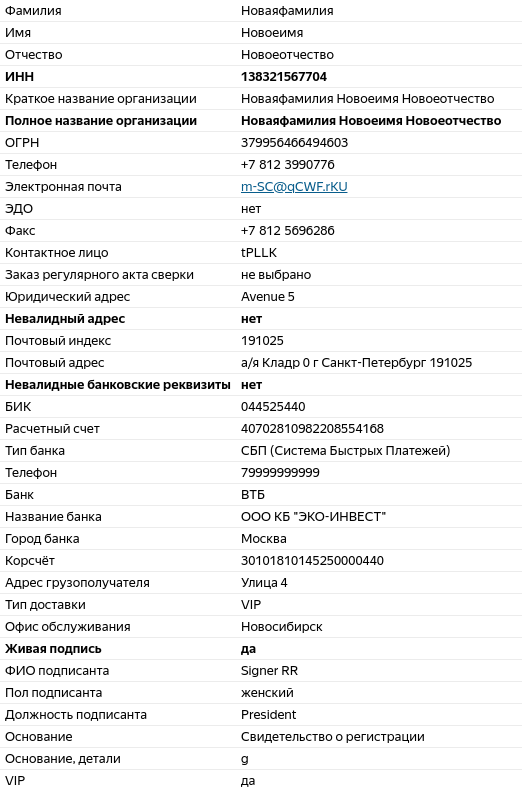 Фамилия Новаяфамилия
Имя Новоеимя
Отчество Новоеотчество
ИНН 138321567704
Краткое название организации Новаяфамилия Новоеимя Новоеотчество
Полное название организации Новаяфамилия Новоеимя Новоеотчество
ОГРН 379956466494603
Телефон +7 812 3990776
Электронная почта m-SC@qCWF.rKU
ЭДО нет
Факс +7 812 5696286
Контактное лицо tPLLK
Заказ регулярного акта сверки не выбрано
Юридический адрес Avenue 5
Невалидный адрес нет
Почтовый индекс 191025
Почтовый адрес а/я Кладр 0 г Санкт-Петербург 191025
Невалидные банковские реквизиты нет
БИК 044525440
Расчетный счет 40702810982208554168
Тип банка СБП (Система Быстрых Платежей)
Телефон 79999999999
Банк ВТБ
Название банка ООО КБ "ЭКО-ИНВЕСТ"
Город банка Москва
Корсчёт 30101810145250000440
Адрес грузополучателя Улица 4
Тип доставки VIP
Офис обслуживания Новосибирск
Живая подпись да
ФИО подписанта Signer RR
Пол подписанта женский
Должность подписанта President
Основание Свидетельство о регистрации
Основание, детали g
VIP да